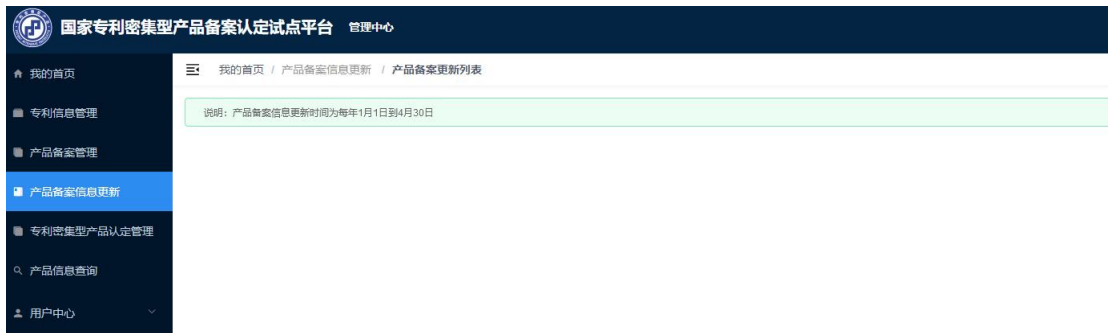 国家专利密集型产品备案认定试点平台 管理中心
我的首页
专利信息管理
产品备案管理
产品备案信息更新
专利密集型产品认定管理
产品信息查询
用户中心
我的首页 / 产品备案信息更新 / 产品备案更新列表
说明：产品备案信息更新时间为每年1月1日到4月30日